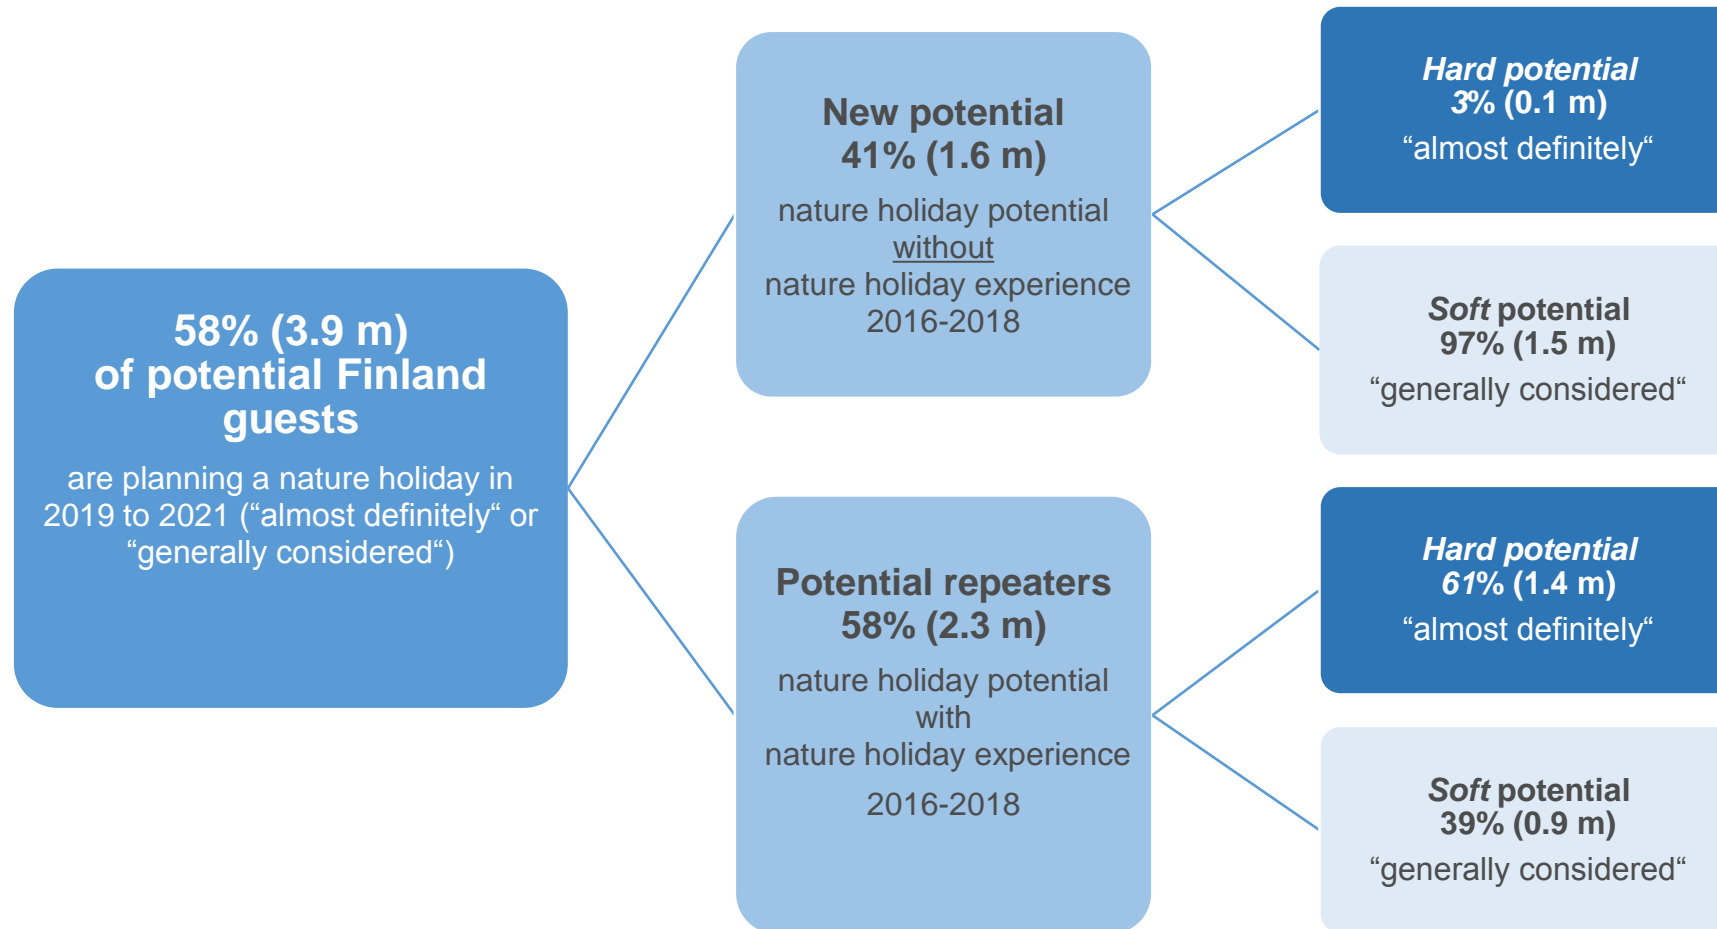 58% (3.9 m)
of potential Finland
guests
are planning a nature holiday in
2019 to 2021 (“almost definitely“ or
“generally considered“)
New potential
41% (1.6 m)
nature holiday potential
without
nature holiday experience
2016-2018
Potential repeaters
58% (2.3 m)
nature holiday potential
with
nature holiday experience
2016-2018
Hard potential
3% (0.1 m)
“almost definitely“
Soft potential
97% (1.5 m)
“generally considered“
Hard potential
61% (1.4 m)
“almost definitely“
Soft potential
39% (0.9 m)
“generally considered“